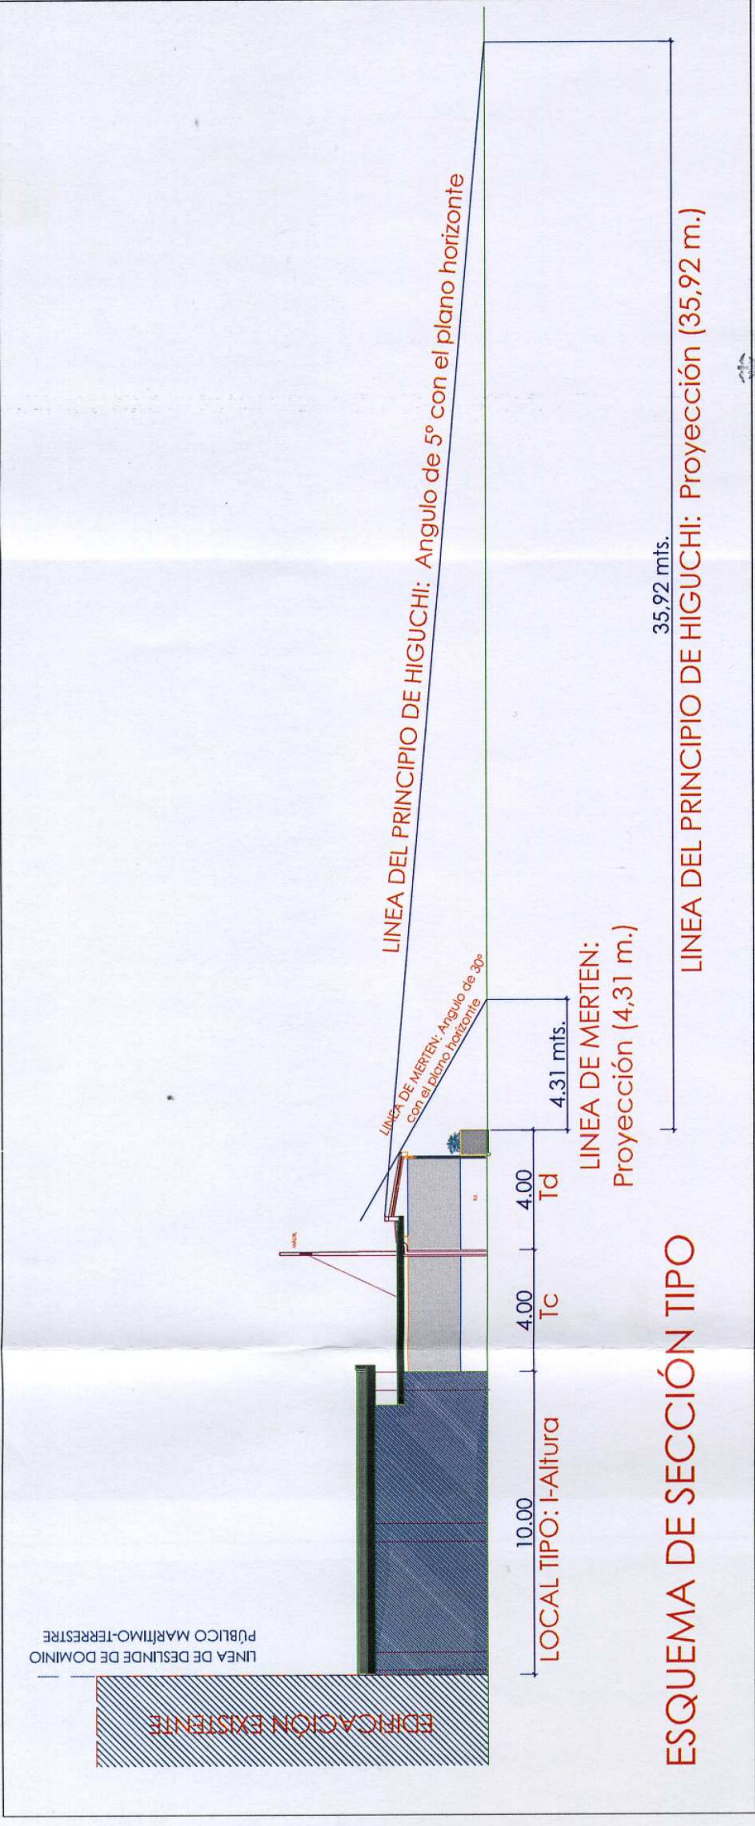 EDIFICACIÓN EXISTENTE
LINEA DE DESLINDE DE DOMINIO
PÚBLICO MARÍTIMO-TERRESTRE
LINEA DEL PRINCIPIO DE HIGUCHI: Angulo de 5º con el plano horizonte
LINEA DE MERTEN: Angulo de 30º
con el plano horizonte
10.00
4.00
4.00
4.31 mts.
LOCAL TIPO: I-Altura
Tc
Td
LINEA DE MERTEN:
Proyección (4,31 m.)
35,92 mts.
LINEA DEL PRINCIPIO DE HIGUCHI: Proyección (35,92 m.)
ESQUEMA DE SECCIÓN TIPO